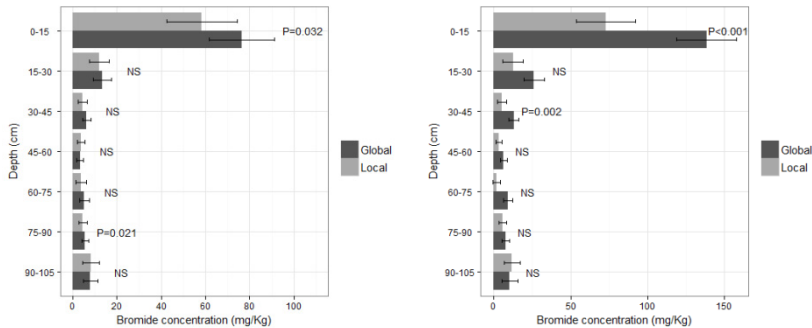 0-15
P=0.032
15-30
NS
30-45
NS
Depth (cm)
45-60
NS
60-75
NS
75-90
P=0.021
90-105
NS
Global
Local
0 20 40 60 80 100
Bromide concentration (mg/Kg)
0-15
P<0.001
15-30
NS
30-45
P=0.002
Depth (cm)
45-60
NS
60-75
NS
75-90
NS
90-105
NS
Global
Local
0 50 100 150
Bromide concentration (mg/Kg)